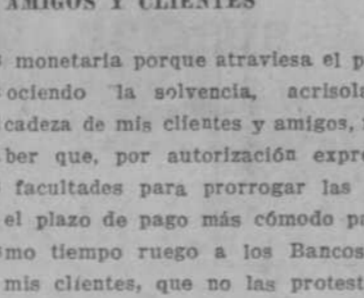 AMIGOS Y CLIENTES
monetaria porque atraviesa el p
ociendo la solvencia, acrisola
cadeza de mis clientes y amigos,
ber que, por autorización expre
facultades para prorrogar las
el plazo de pago más cómodo pa
mo tiempo ruego a los Bancos
mis clientes, que no las protest